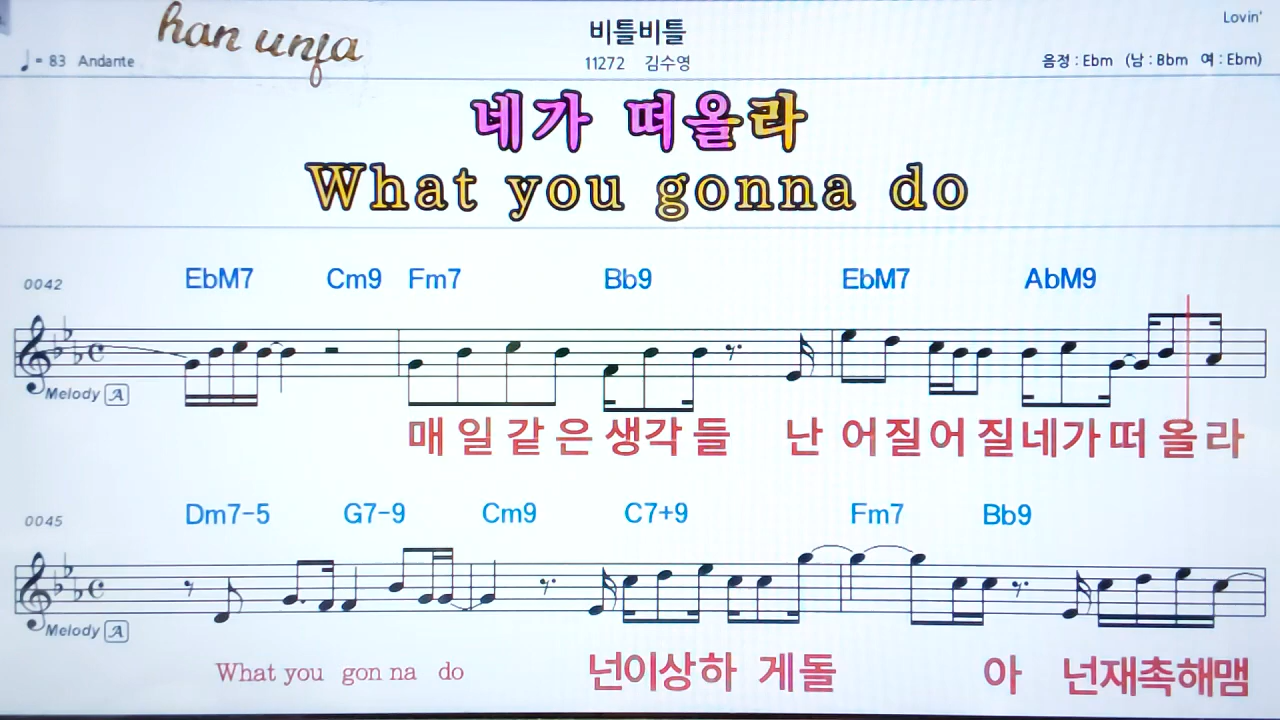 han unja
비틀비틀
Lovin'
♩= 83 Andante
11272 김수영
음정 : Ebm (남 : Bbm 여 : Ebm)
네가 떠올라
What you gonna do
0042 EbM7 Cm9 Fm7 Bb9 EbM7 AbM9
Melody A
매 일 같 은 생각 들 난 어질어 질네가 떠 올라
0045 Dm7-5 G7-9 Cm9 C7+9 Fm7 Bb9
Melody A
What you gon na do 넌이상하 게돌 아 넌재촉해맴